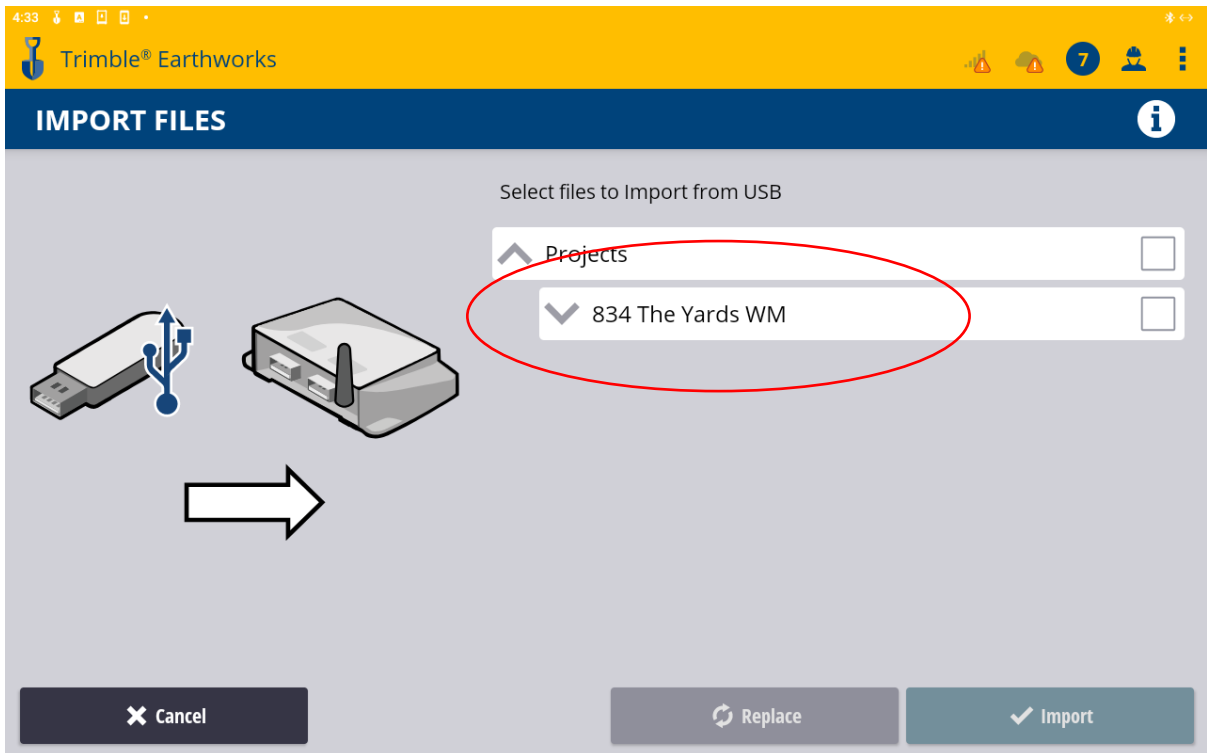 4:33
Trimble® Earthworks
7
IMPORT FILES
Select files to Import from USB
Projects
834 The Yards WM
Cancel
Replace
Import